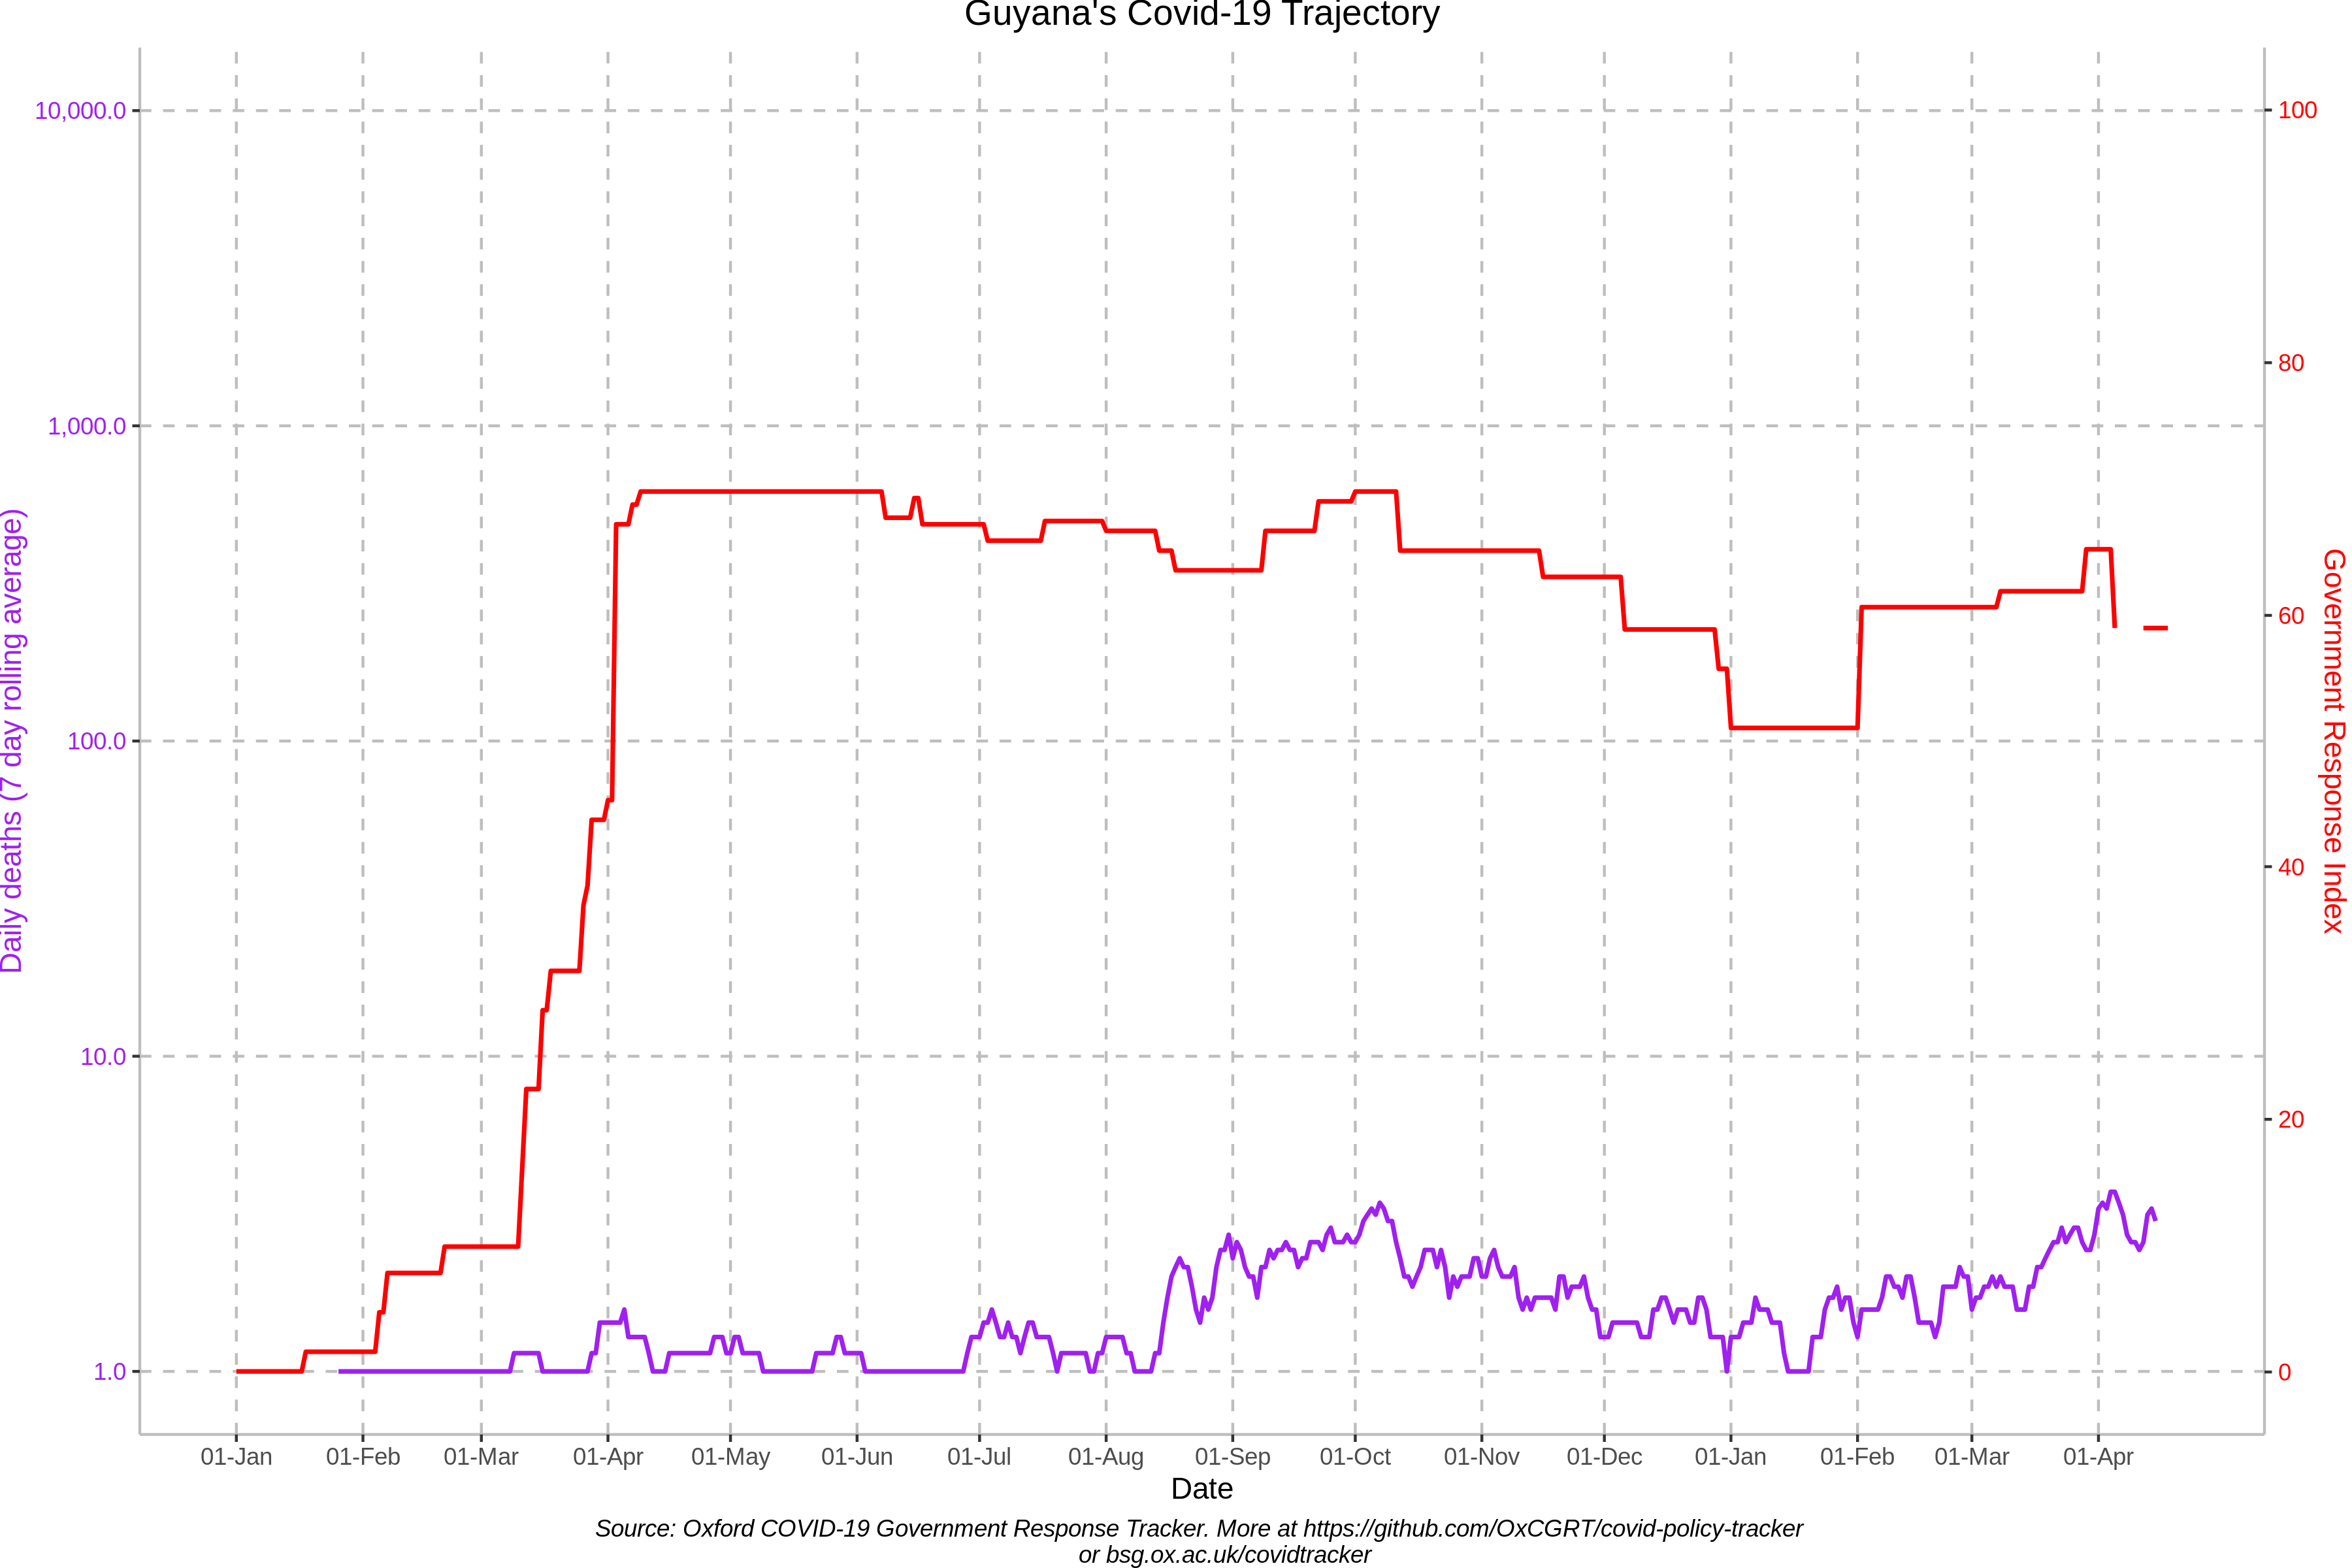 Guyana's Covid-19 Trajectory
10,000.0
1,000.0
100.0
10.0
1.0
Daily deaths (7 day rolling average)
100
80
60
40
20
0
Government Response Index
01-Jan 01-Feb 01-Mar 01-Apr 01-May 01-Jun 01-Jul 01-Aug 01-Sep 01-Oct 01-Nov 01-Dec 01-Jan 01-Feb 01-Mar 01-Apr
Date
Source: Oxford COVID-19 Government Response Tracker. More at https://github.com/OxCGRT/covid-policy-tracker
or bsg.ox.ac.uk/covidtracker